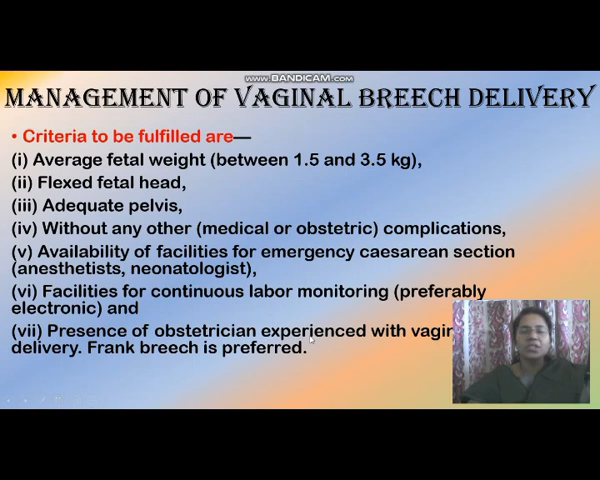 WWW.BANDICAM.COM
MANAGEMENT OF VAGINAL BREECH DELIVERY
• Criteria to be fulfilled are—
(i) Average fetal weight (between 1.5 and 3.5 kg),
(ii) Flexed fetal head,
(iii) Adequate pelvis,
(iv) Without any other (medical or obstetric) complications,
(v) Availability of facilities for emergency caesarean section
(anesthetists, neonatologist),
(vi) Facilities for continuous labor monitoring (preferably
electronic) and
(vii) Presence of obstetrician experienced with
delivery. Frank breech is preferred.